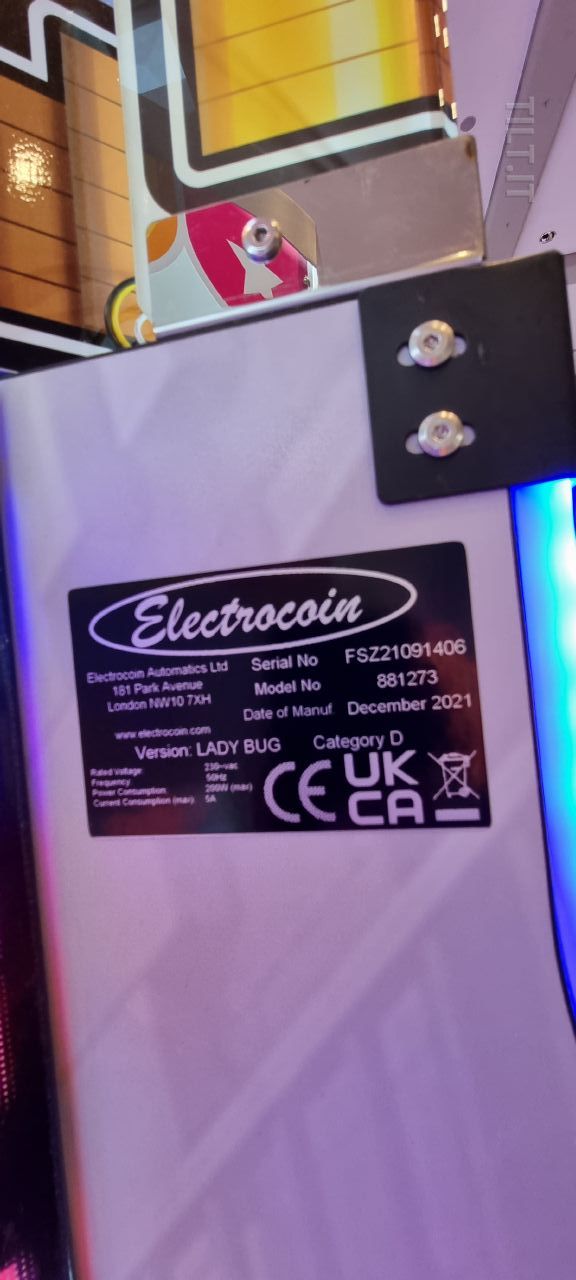 TILT.IT
Electrocoin
Electrocoin Automatics Ltd
181 Park Avenue
London NW10 7XH
www.electrocoin.com
Serial No FSZ21091406
Model No 881273
Date of Manuf December 2021
Version: LADY BUG Category D
Rated Voltage: 230~vac
Frequency 50Hz
Power Consumption: 200W (max)
Current Consumption (max) 5A
CE
UK
CA